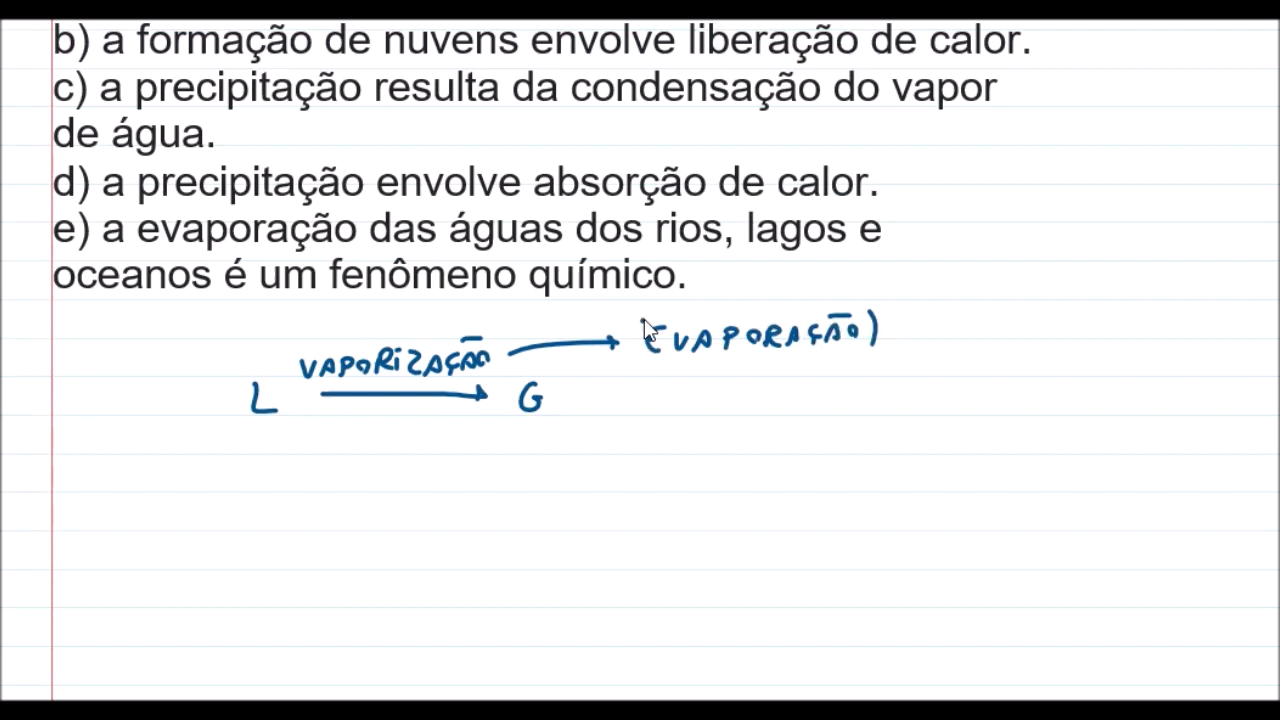 b) a formação de nuvens envolve liberação de calor.
c) a precipitação resulta da condensação do vapor
de água.
d) a precipitação envolve absorção de calor.
e) a evaporação das águas dos rios, lagos e
oceanos é um fenômeno químico.
(EVAPORAÇÃO)
VAPORiZAÇÃO
L G